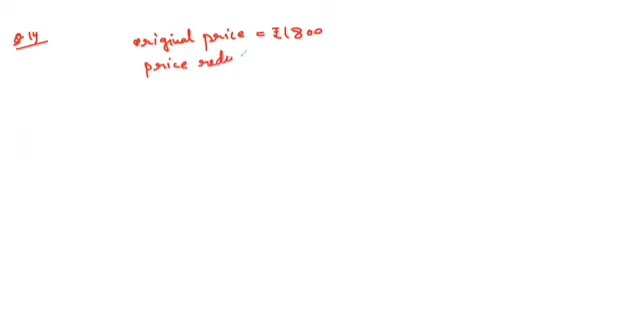 Q 14
original price = ₹1800
price redu